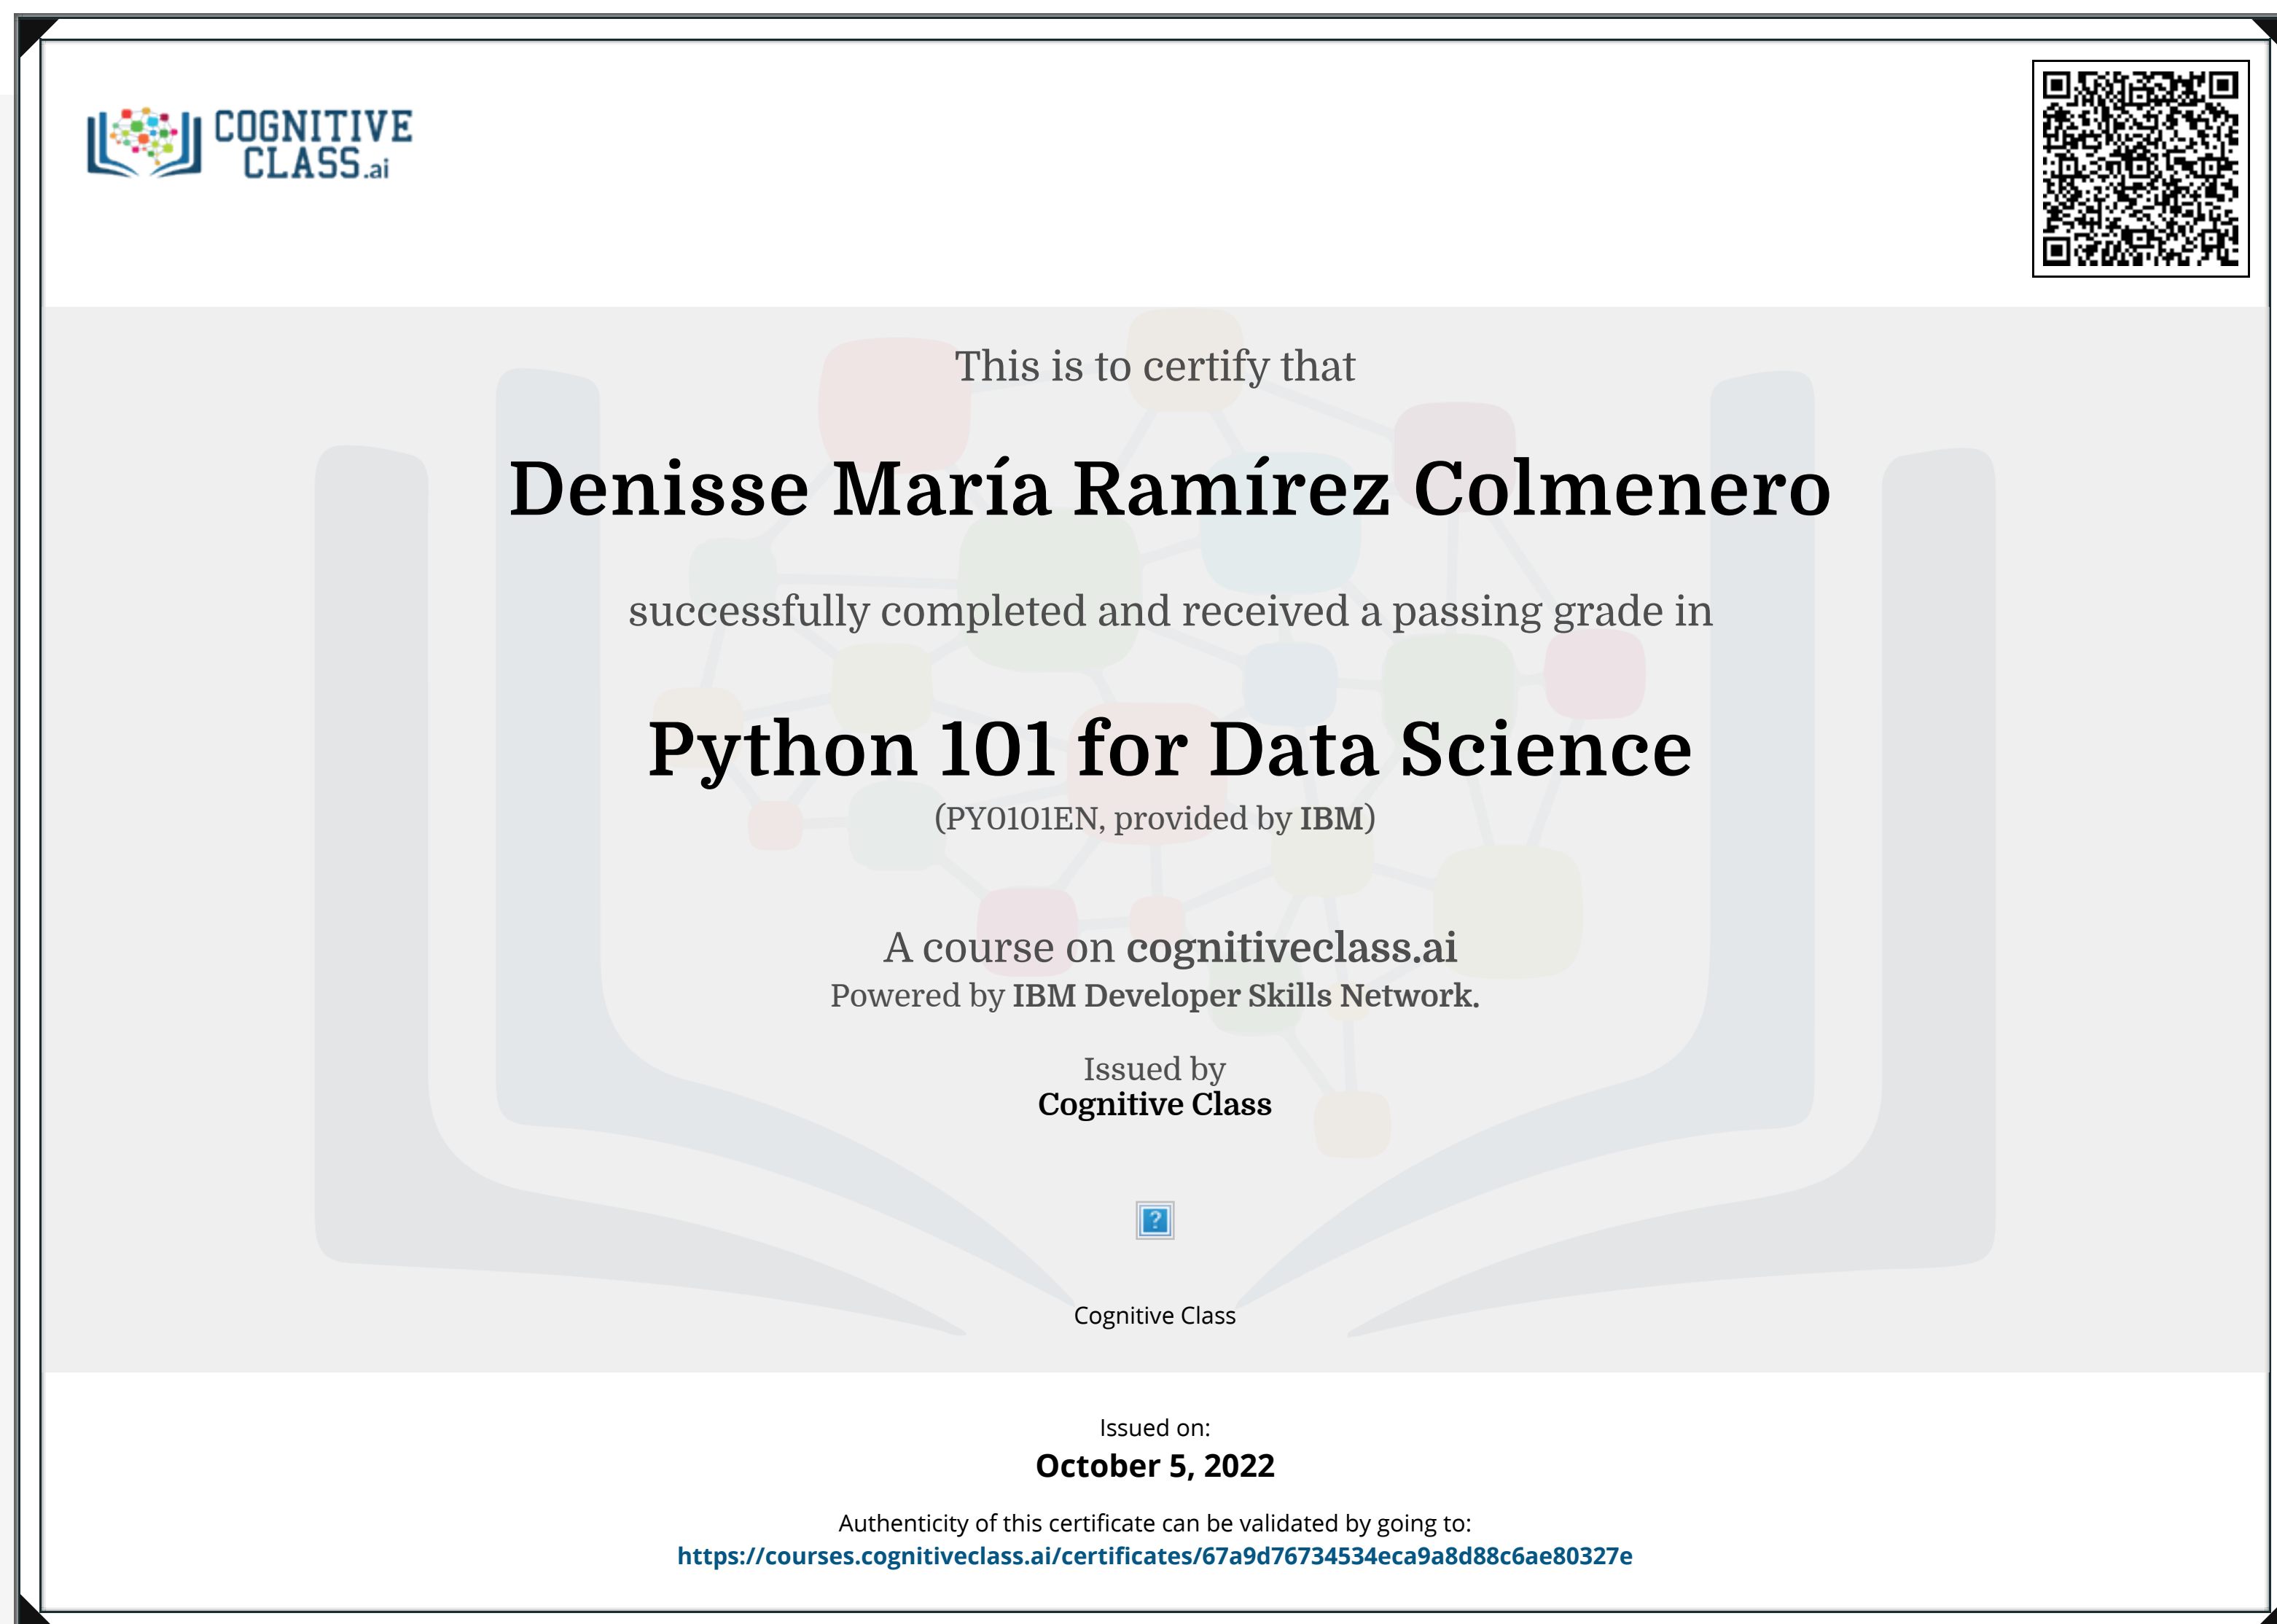 COGNITIVE
CLASS.ai
This is to certify that
Denisse María Ramírez Colmenero
successfully completed and received a passing grade in
Python 101 for Data Science
(PY0101EN, provided by IBM)
A course on cognitiveclass.ai
Powered by IBM Developer Skills Network.
Issued by
Cognitive Class
?
Cognitive Class
Issued on:
October 5, 2022
Authenticity of this certificate can be validated by going to:
https://courses.cognitiveclass.ai/certificates/67a9d76734534eca9a8d88c6ae80327e